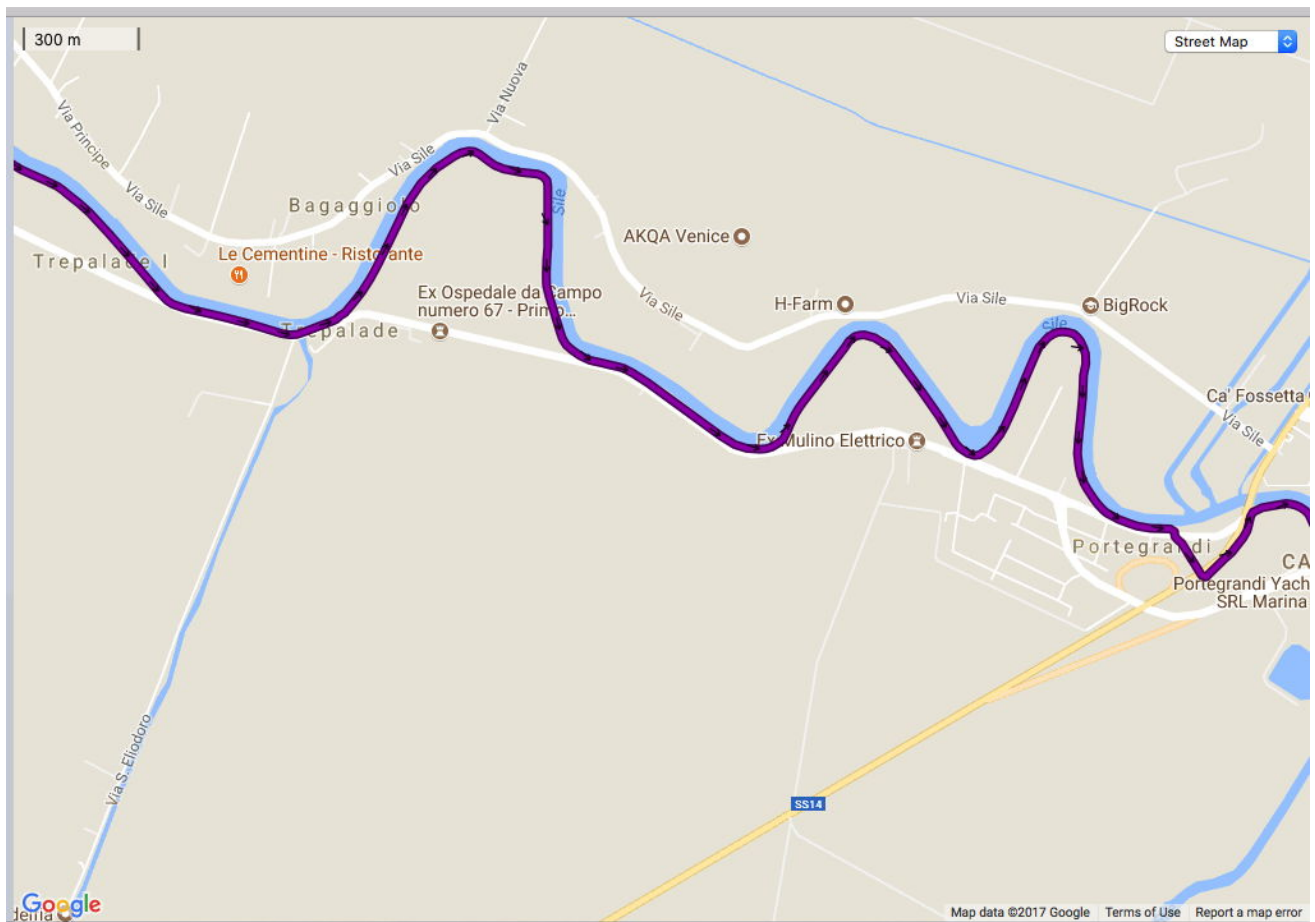 300 m
Street Map
Via Nuova
Via Principe
Via Sile
Via Sile
Bagaggiolo
Sile
AKQA Venice
Trepalade I
Le Cementine - Ristorante
Ex Ospedale da Campo
numero 67 - Primo...
Trepalade
Via Sile
H-Farm
Via Sile
BigRock
Sile
Ca' Fossetta
Via Sile
Ex Mulino Elettrico
Portegrandi
CA
Portegrandi Yach
SRL Marina
Via S. Eliodoro
SS14
Google
Map data ©2017 Google
Terms of Use
Report a map error